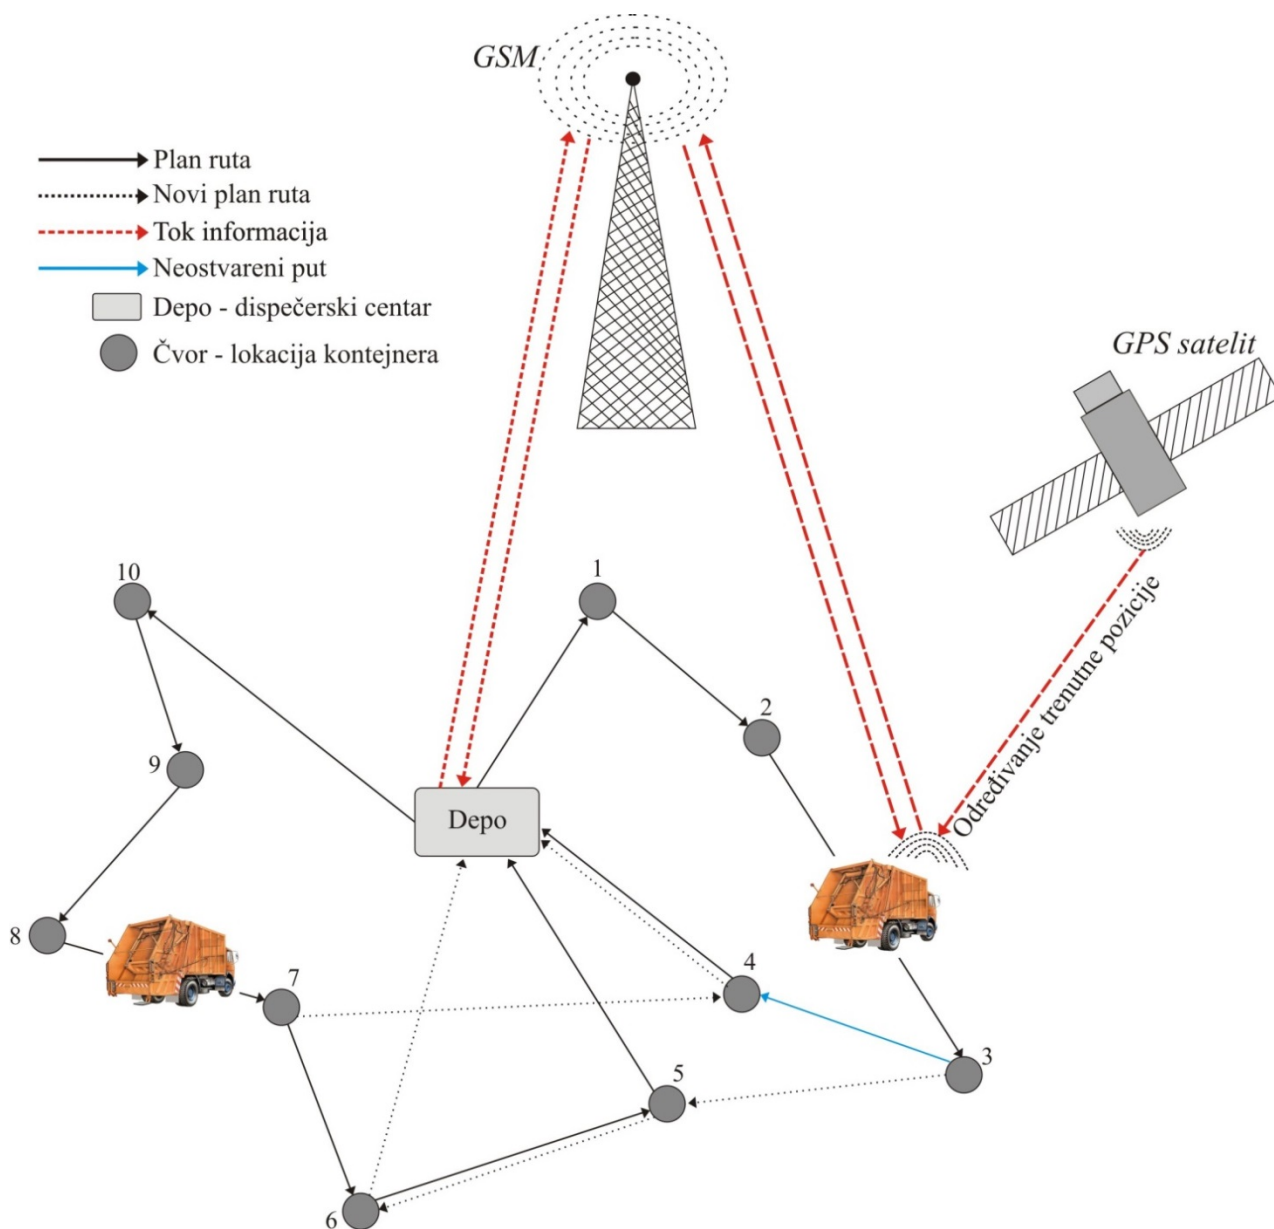 GSM
Plan ruta
Novi plan ruta
Tok informacija
Neostvareni put
Depo - dispečerski centar
Čvor - lokacija kontejnera
GPS satelit
Određivanje trenutne pozicije
10
1
2
9
Depo
8
7
4
3
5
6